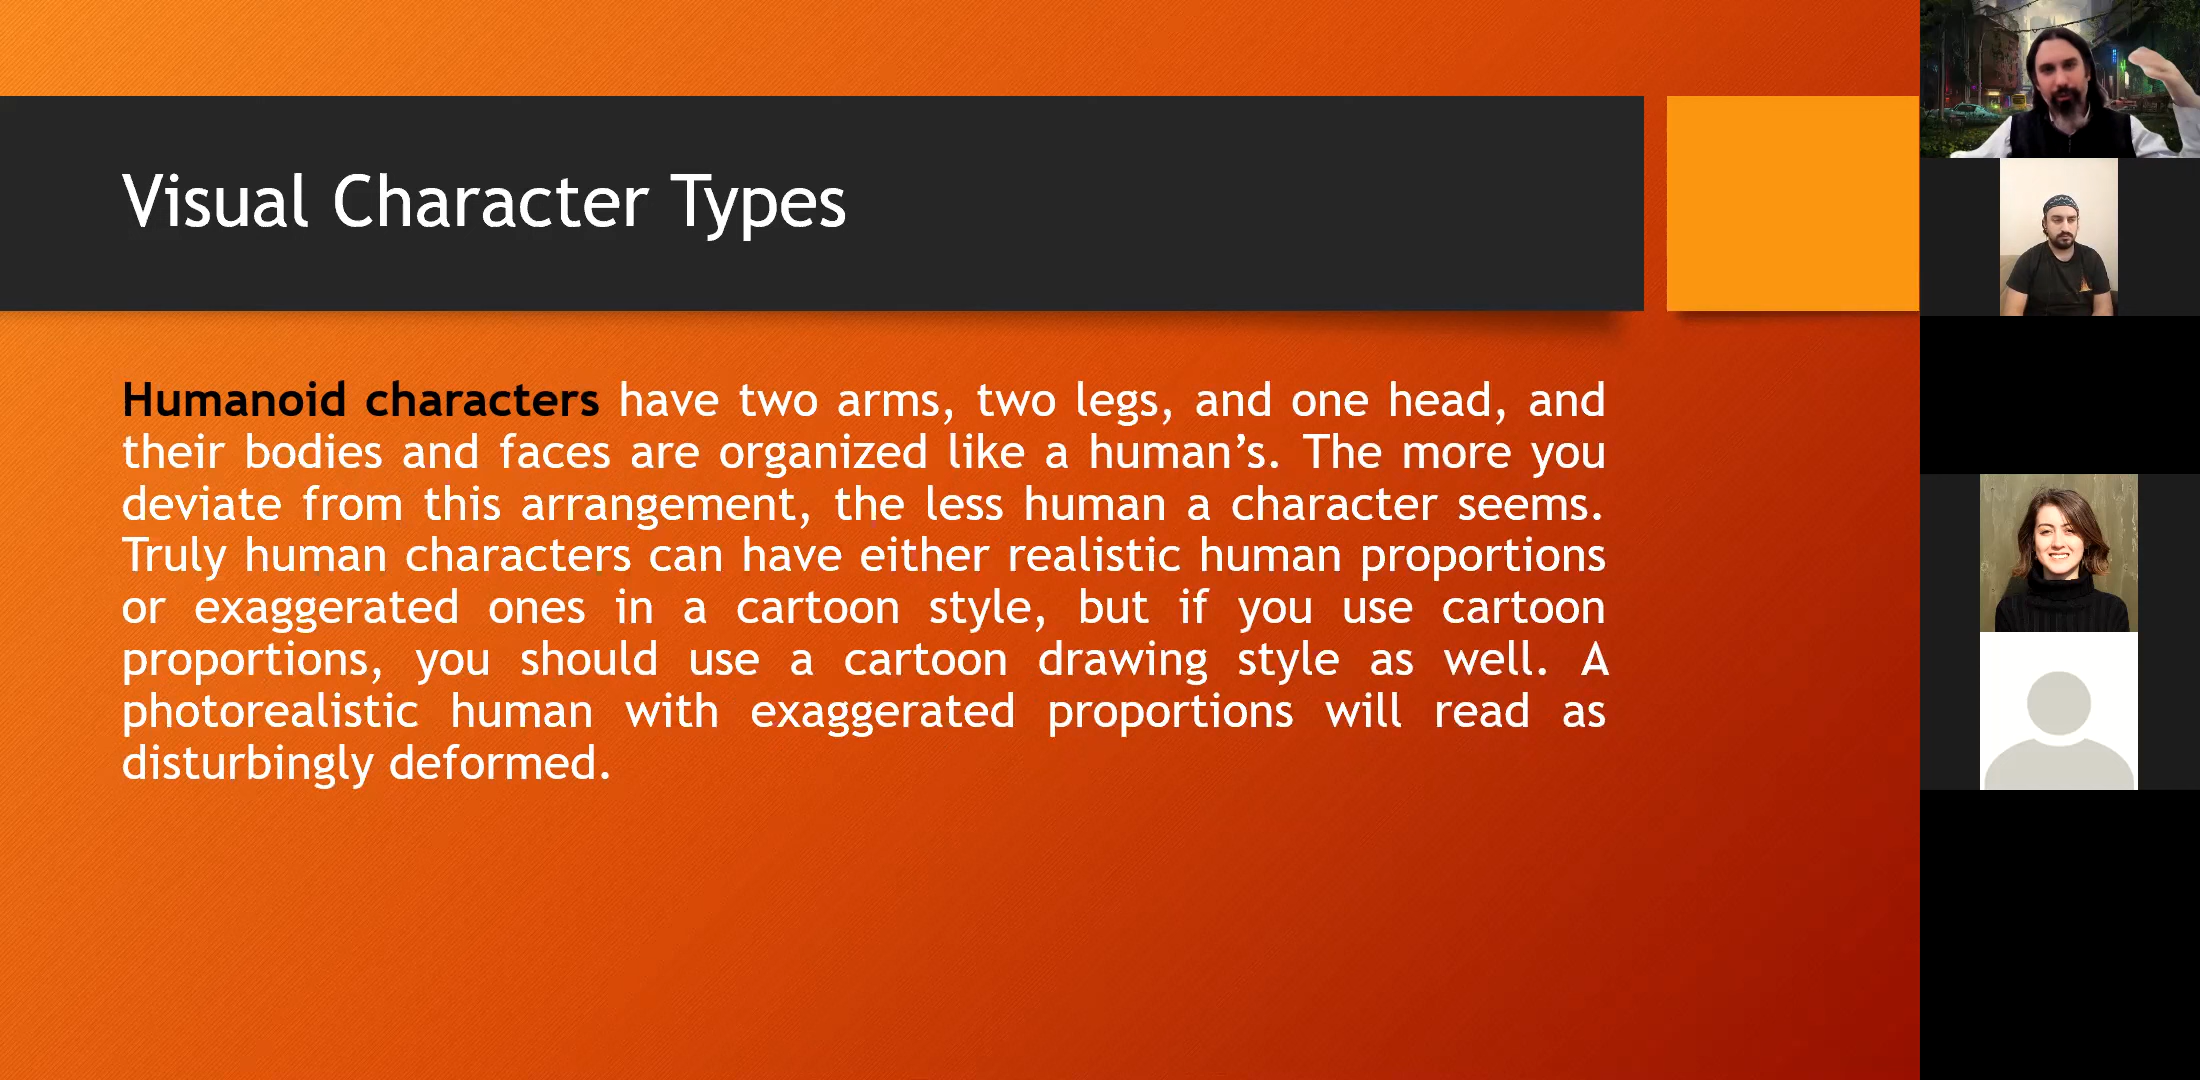 Visual Character Types
Humanoid characters have two arms, two legs, and one head, and
their bodies and faces are organized like a human’s. The more you
deviate from this arrangement, the less human a character seems.
Truly human characters can have either realistic human proportions
or exaggerated ones in a cartoon style, but if you use cartoon
proportions, you should use a cartoon drawing style as well. A
photorealistic human with exaggerated proportions will read as
disturbingly deformed.